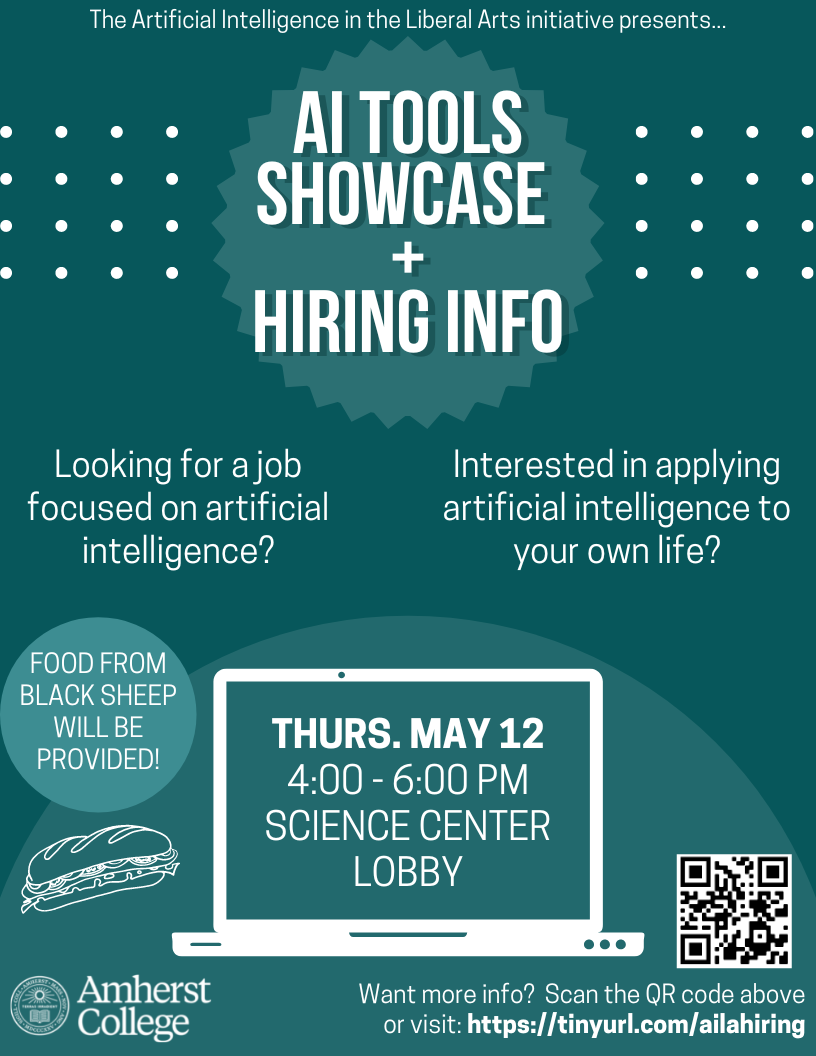 The Artificial Intelligence in the Liberal Arts initiative presents...
AI TOOLS
SHOWCASE
+
HIRING INFO
Looking for a job
focused on artificial
intelligence?
Interested in applying
artificial intelligence to
your own life?
FOOD FROM
BLACK SHEEP
WILL BE
PROVIDED!
THURS. MAY 12
4:00 - 6:00 PM
SCIENCE CENTER
LOBBY
Amherst
College
Want more info? Scan the QR code above
or visit: https://tinyurl.com/ailahiring